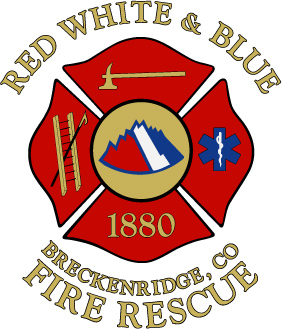 RED WHITE & BLUE
1880
BRECKENRIDGE, CO
FIRE RESCUE